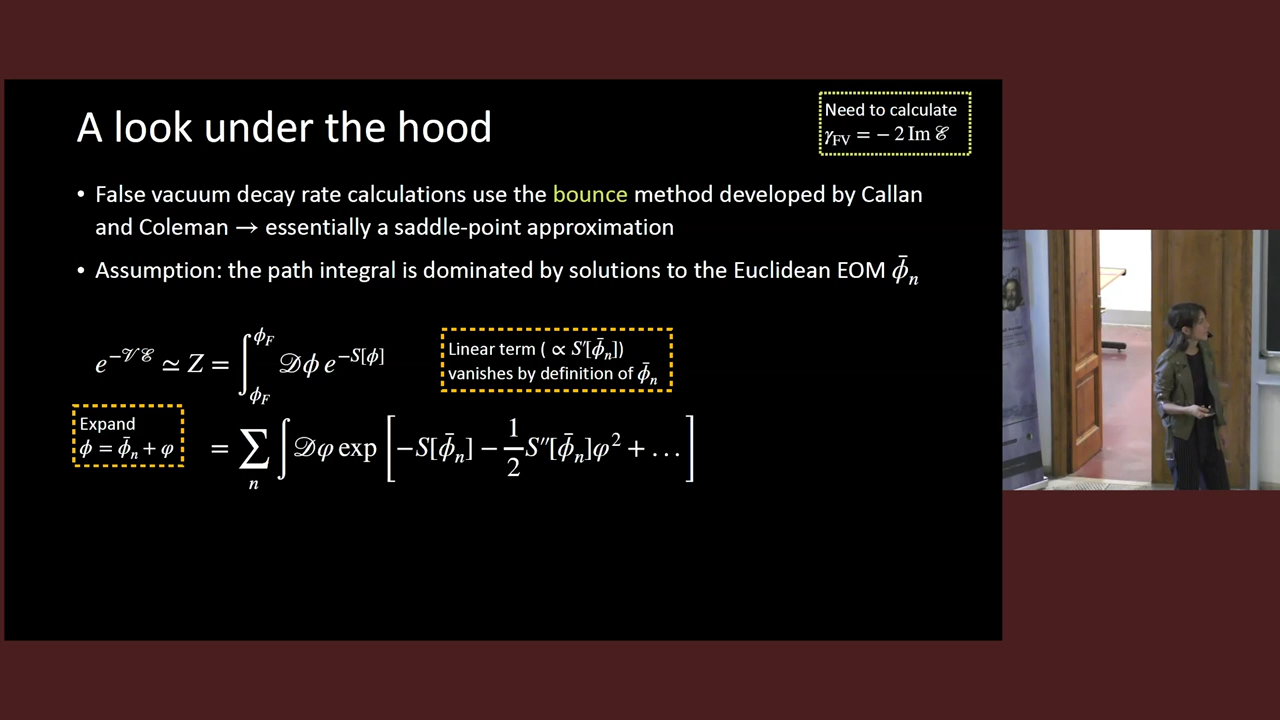 A look under the hood
Need to calculate
γ_FV = − 2 Im ℰ
• False vacuum decay rate calculations use the bounce method developed by Callan
and Coleman → essentially a saddle-point approximation
• Assumption: the path integral is dominated by solutions to the Euclidean EOM ϕ̄_n
e^{−𝒱ℰ} ≃ Z = ∫_{ϕ_F}^{ϕ_F} 𝒟ϕ e^{−S[ϕ]}
Linear term ( ∝ S′[ϕ̄_n])
vanishes by definition of ϕ̄_n
Expand
ϕ = ϕ̄_n + φ
= ∑_n ∫ 𝒟φ exp [−S[ϕ̄_n] − 1/2 S″[ϕ̄_n]φ² + …]